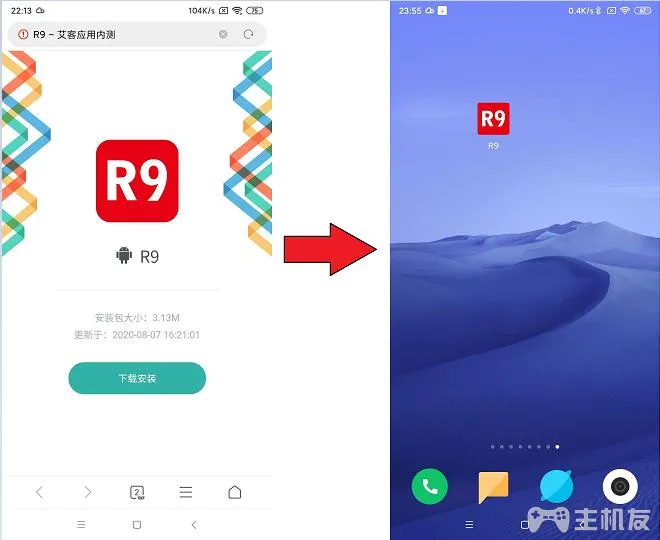 22:13
104K/s
75
R9 – 艾客应用内测
R9
R9
安装包大小：3.13M
更新于：2020-08-07 16:21:01
下载安装
2
23:55
0.4K/s
67
R9
R9
主机友